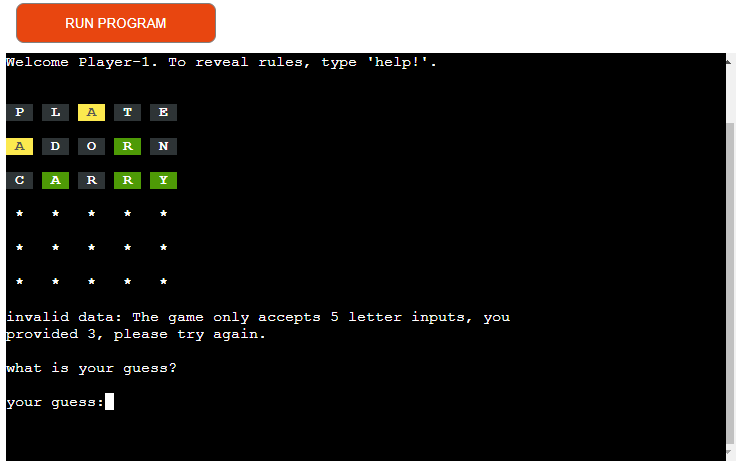 RUN PROGRAM
Welcome Player-1. To reveal rules, type 'help!'.
P L A T E
A D O R N
C A R R Y
* * * * *
* * * * *
* * * * *
invalid data: The game only accepts 5 letter inputs, you
provided 3, please try again.
what is your guess?
your guess: